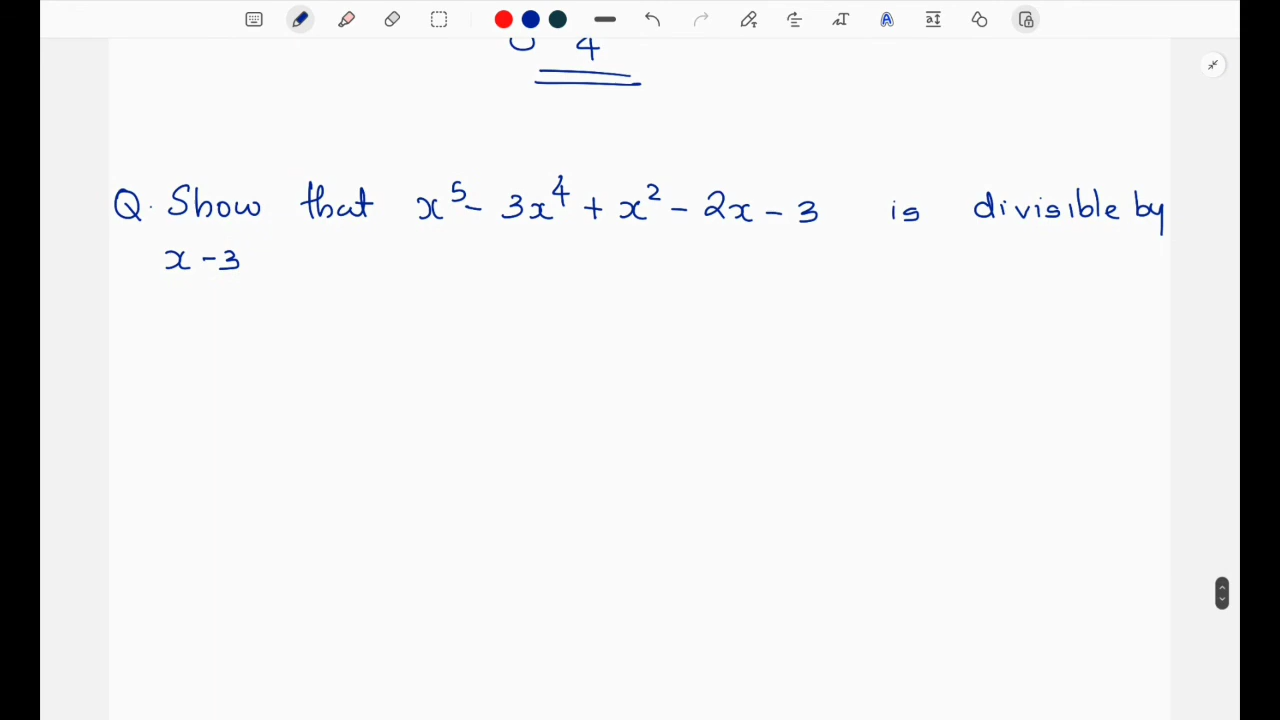 4
Q. Show that x⁵ - 3x⁴ + x² - 2x - 3 is divisible by
x - 3